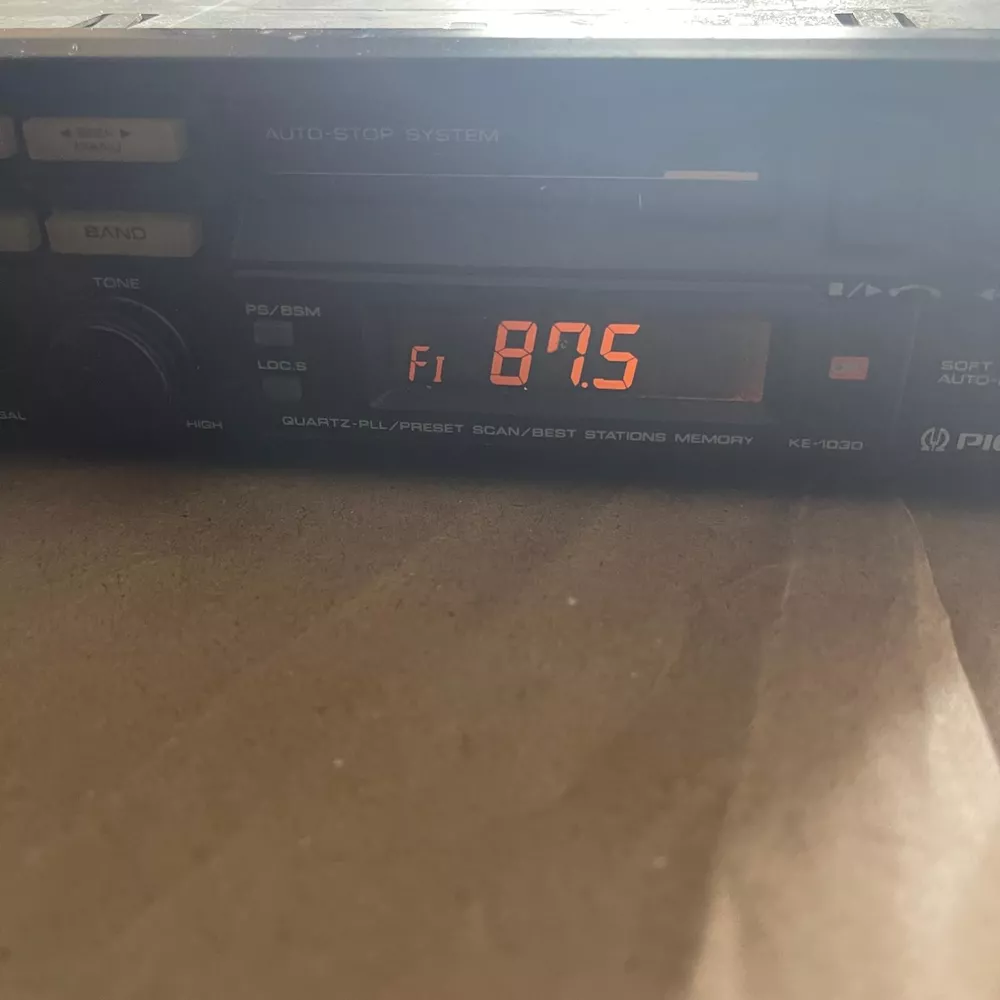 AUTO-STOP SYSTEM
BAND
TONE
PS/BSM
LOC.S
F1 87.5
SOFT
AUTO-
HIGH
QUARTZ-PLL/PRESET SCAN/BEST STATIONS MEMORY
KE-1030